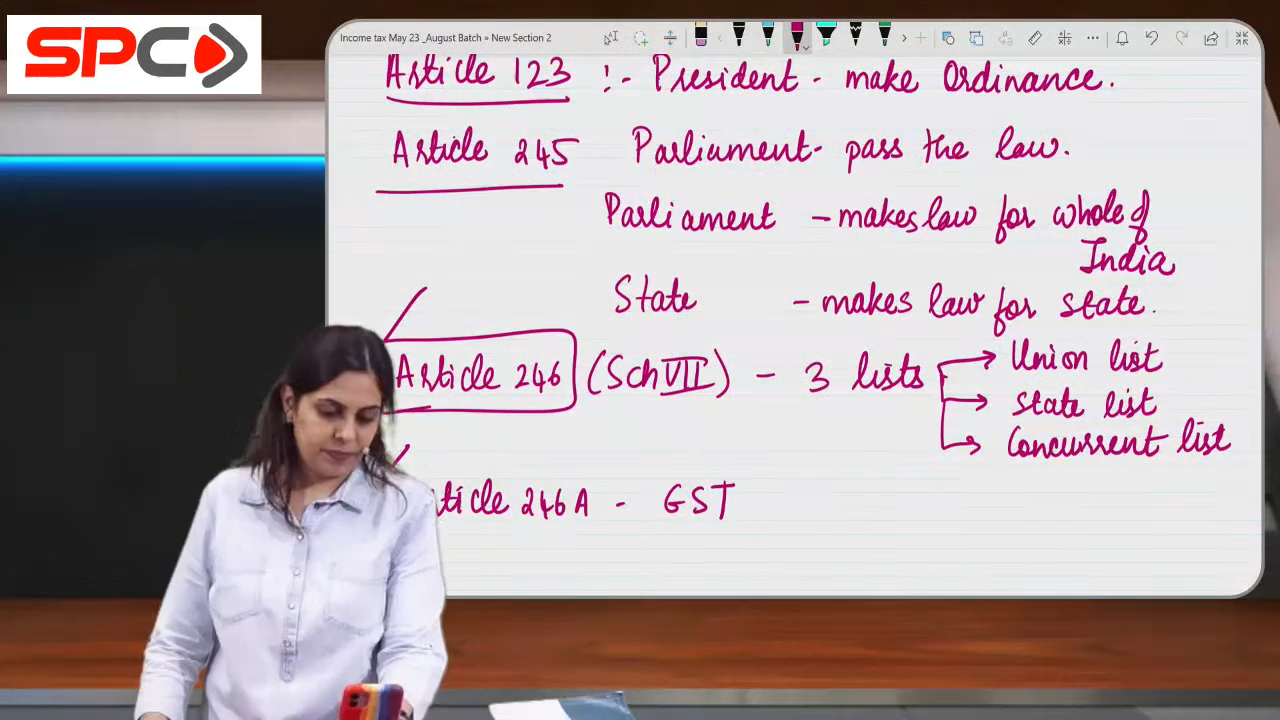 SPC
Income tax May 23 _August Batch » New Section 2
Article 123 :- President - make Ordinance.
Article 245 Parliament - pass the law.
Parliament - makes law for whole of
India
State - makes law for state.
Article 246 (Sch VII) - 3 lists Union list
State list
Concurrent list
ticle 246A - GST